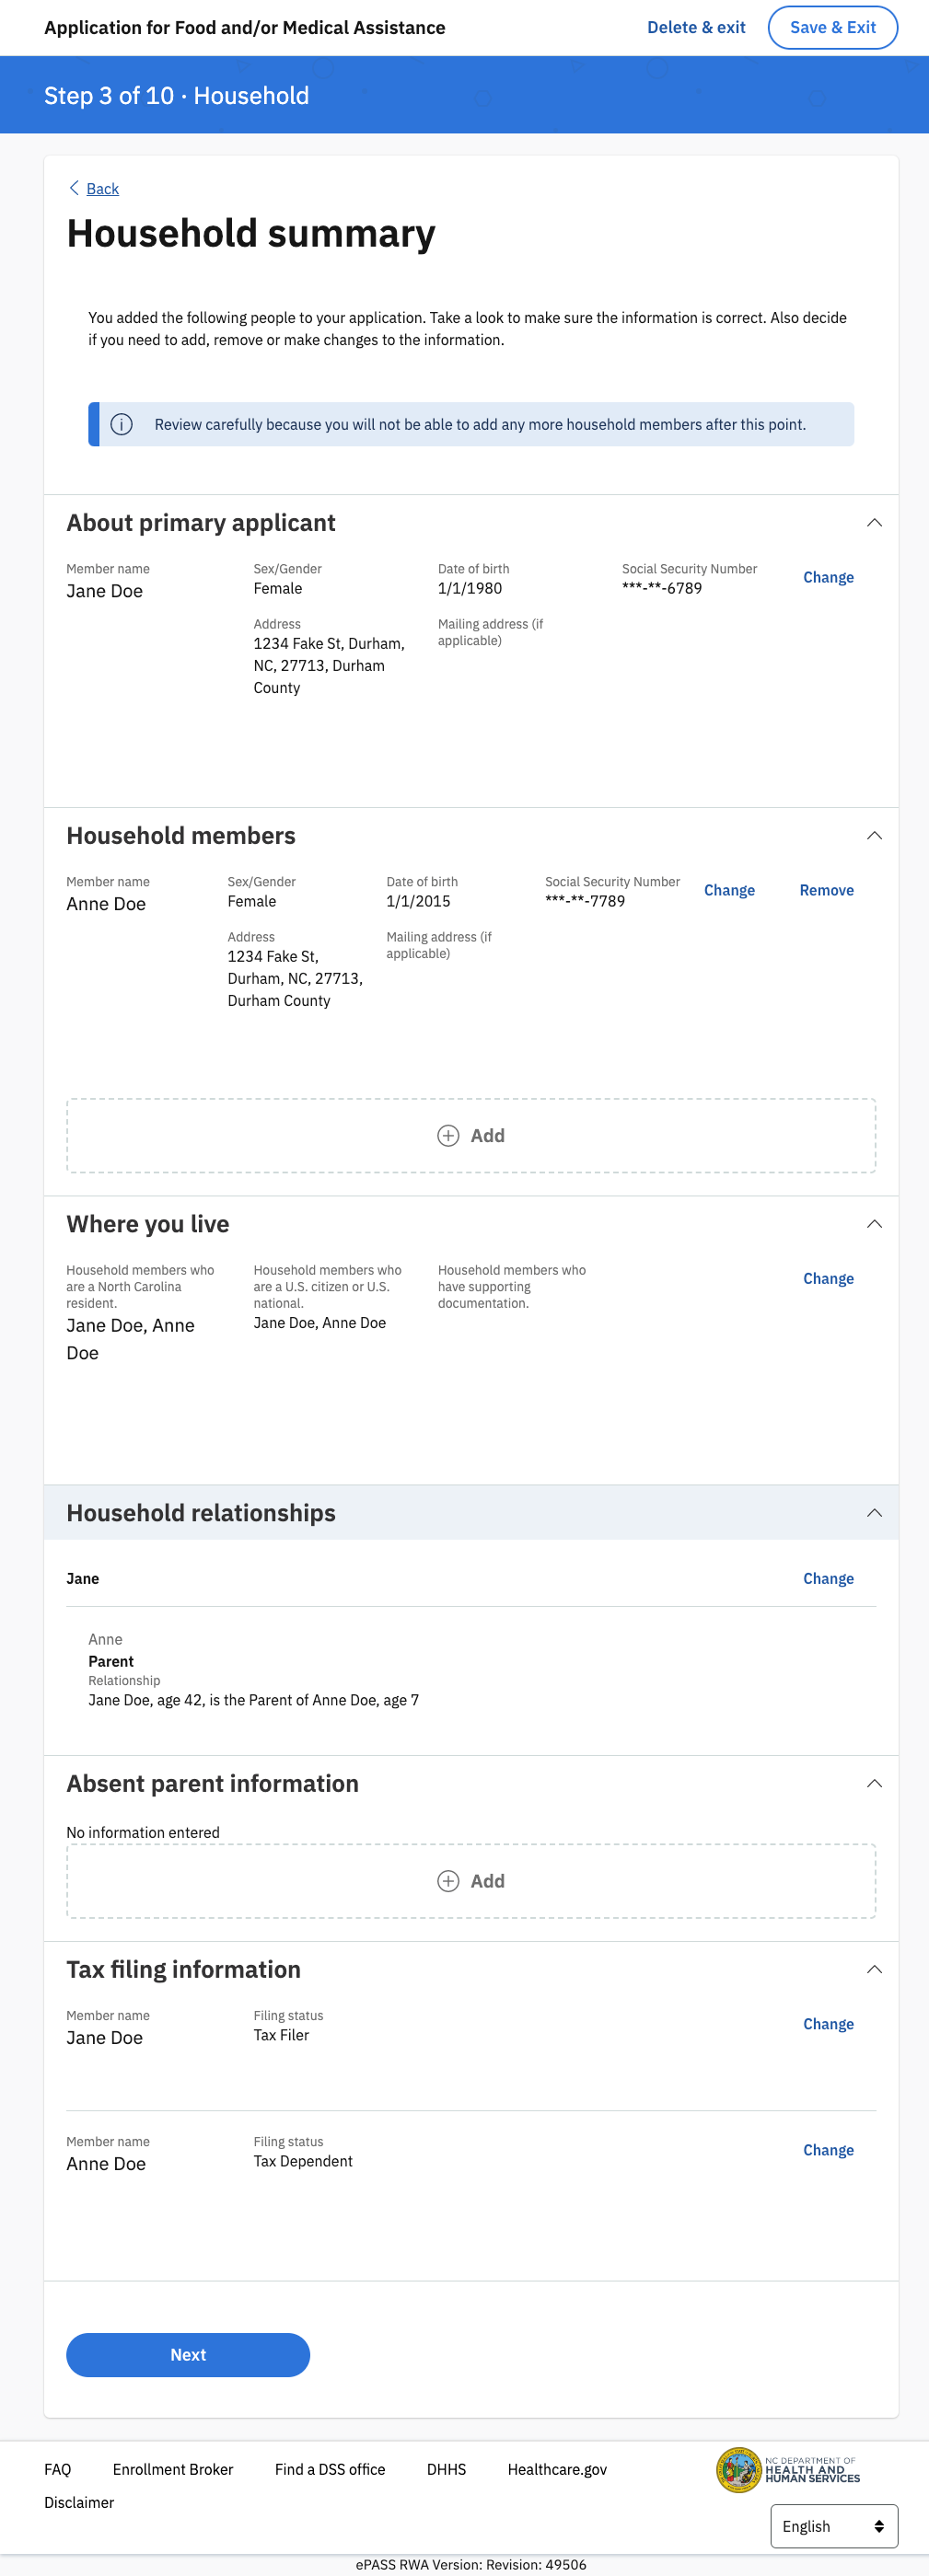 Application for Food and/or Medical Assistance
Delete & exit
Save & Exit
Step 3 of 10 · Household
Back
Household summary
You added the following people to your application. Take a look to make sure the information is correct. Also decide
if you need to add, remove or make changes to the information.
Review carefully because you will not be able to add any more household members after this point.
About primary applicant
Member name
Jane Doe
Sex/Gender
Female
Date of birth
1/1/1980
Social Security Number
***-**-6789
Change
Address
1234 Fake St, Durham,
NC, 27713, Durham
County
Mailing address (if
applicable)
Household members
Member name
Anne Doe
Sex/Gender
Female
Date of birth
1/1/2015
Social Security Number
***-**-7789
Change
Remove
Address
1234 Fake St,
Durham, NC, 27713,
Durham County
Mailing address (if
applicable)
Add
Where you live
Household members who
are a North Carolina
resident.
Jane Doe, Anne
Doe
Household members who
are a U.S. citizen or U.S.
national.
Jane Doe, Anne Doe
Household members who
have supporting
documentation.
Change
Household relationships
Jane
Change
Anne
Parent
Relationship
Jane Doe, age 42, is the Parent of Anne Doe, age 7
Absent parent information
No information entered
Add
Tax filing information
Member name
Jane Doe
Filing status
Tax Filer
Change
Member name
Anne Doe
Filing status
Tax Dependent
Change
Next
FAQ
Enrollment Broker
Find a DSS office
DHHS
Healthcare.gov
Disclaimer
NC DEPARTMENT OF
HEALTH AND
HUMAN SERVICES
English
ePASS RWA Version: Revision: 49506